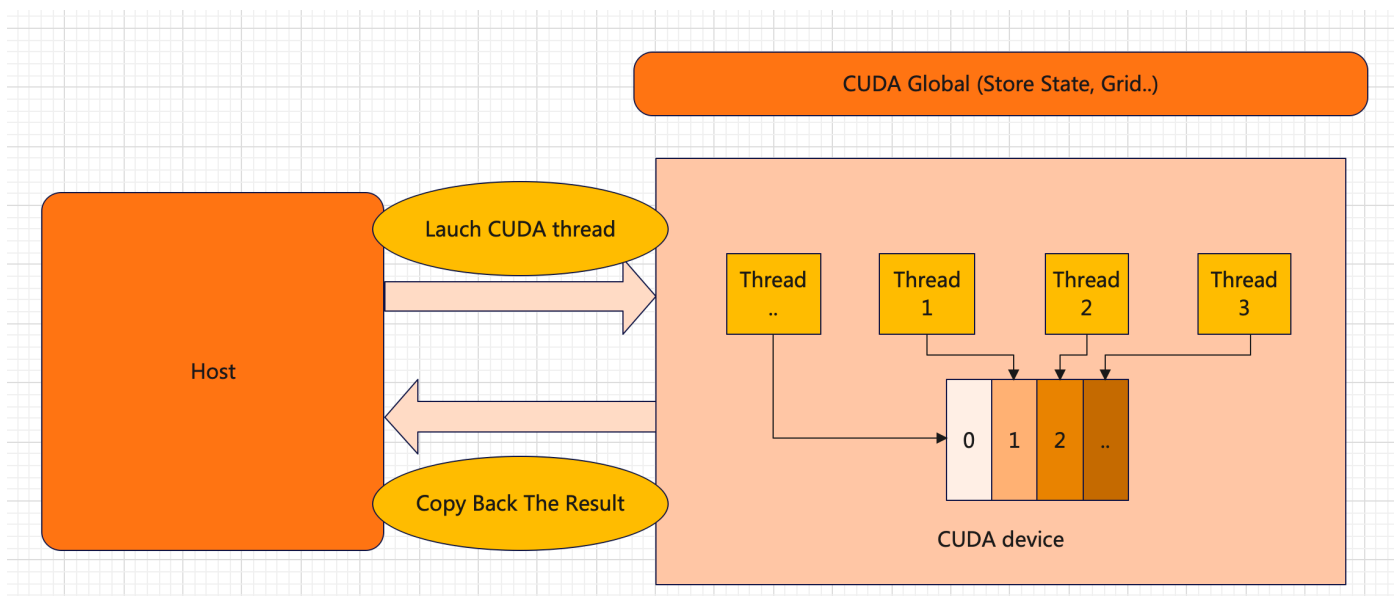 CUDA Global (Store State, Grid..)
Lauch CUDA thread
Thread
..
Thread
1
Thread
2
Thread
3
Host
0
1
2
..
Copy Back The Result
CUDA device